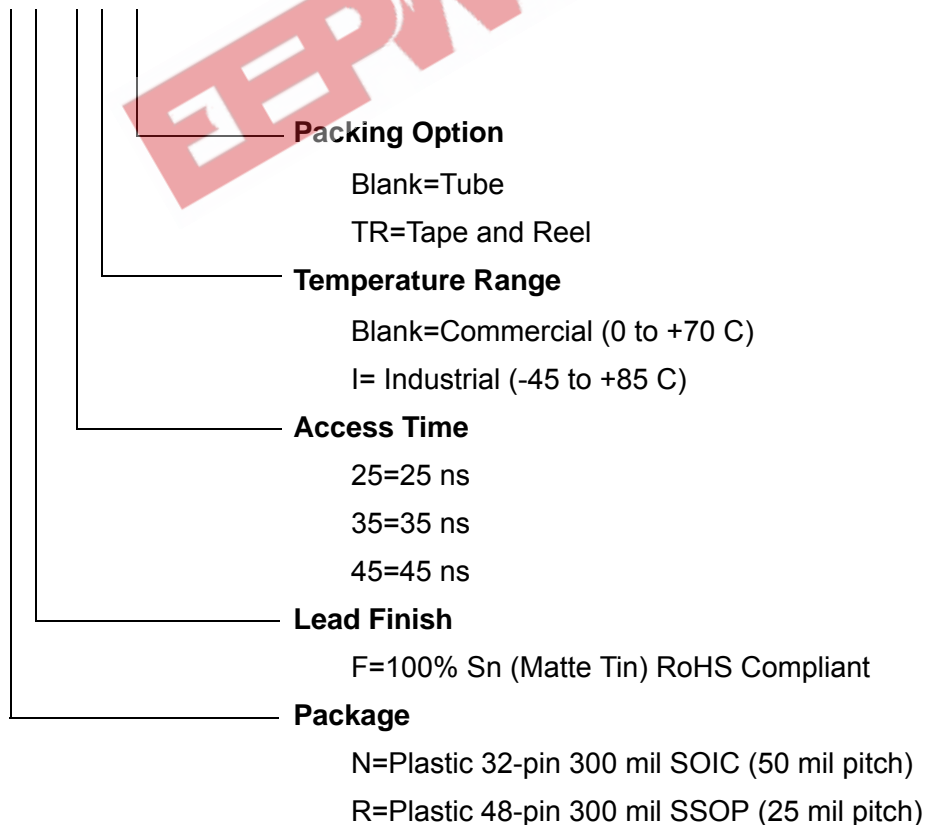 EEPW
Packing Option
Blank=Tube
TR=Tape and Reel
Temperature Range
Blank=Commercial (0 to +70 C)
I= Industrial (-45 to +85 C)
Access Time
25=25 ns
35=35 ns
45=45 ns
Lead Finish
F=100% Sn (Matte Tin) RoHS Compliant
Package
N=Plastic 32-pin 300 mil SOIC (50 mil pitch)
R=Plastic 48-pin 300 mil SSOP (25 mil pitch)